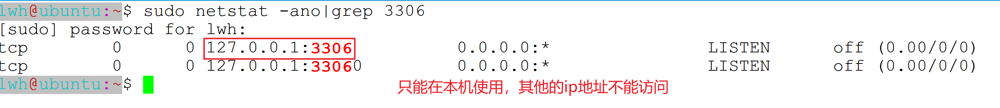 lwh@ubuntu:~$ sudo netstat -ano|grep 3306
[sudo] password for lwh:
tcp 0 0 127.0.0.1:3306 0.0.0.0:* LISTEN off (0.00/0/0)
tcp 0 0 127.0.0.1:33060 0.0.0.0:* LISTEN off (0.00/0/0)
lwh@ubuntu:~$
只能在本机使用，其他的ip地址不能访问